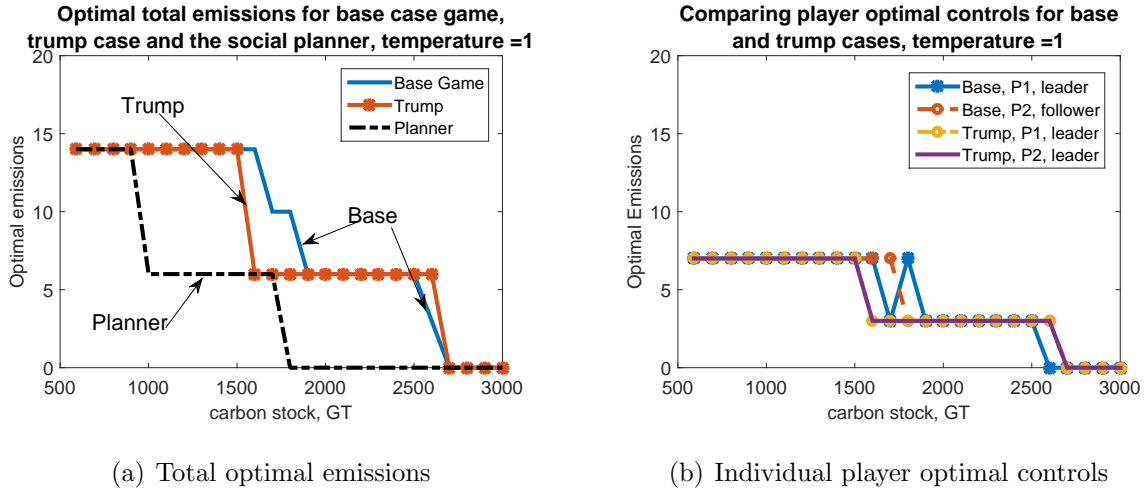 Optimal total emissions for base case game,
trump case and the social planner, temperature =1
20
15
10
5
0
Optimal emissions
500
1000
1500
2000
2500
3000
carbon stock, GT
Base Game
Trump
Planner
Trump
Base
Planner
(a) Total optimal emissions
Comparing player optimal controls for base
and trump cases, temperature =1
20
15
10
5
0
Optimal Emissions
500
1000
1500
2000
2500
3000
carbon stock, GT
Base, P1, leader
Base, P2, follower
Trump, P1, leader
Trump, P2, leader
(b) Individual player optimal controls